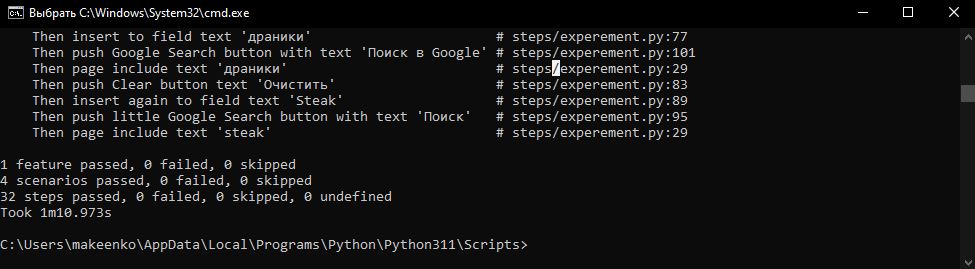 Выбрать C:\Windows\System32\cmd.exe
Then insert to field text 'драники' # steps/experement.py:77
Then push Google Search button with text 'Поиск в Google' # steps/experement.py:101
Then page include text 'драники' # steps/experement.py:29
Then push Clear button text 'Очистить' # steps/experement.py:83
Then insert again to field text 'Steak' # steps/experement.py:89
Then push little Google Search button with text 'Поиск' # steps/experement.py:95
Then page include text 'steak' # steps/experement.py:29
1 feature passed, 0 failed, 0 skipped
4 scenarios passed, 0 failed, 0 skipped
32 steps passed, 0 failed, 0 skipped, 0 undefined
Took 1m10.973s
C:\Users\makeenko\AppData\Local\Programs\Python\Python311\Scripts>